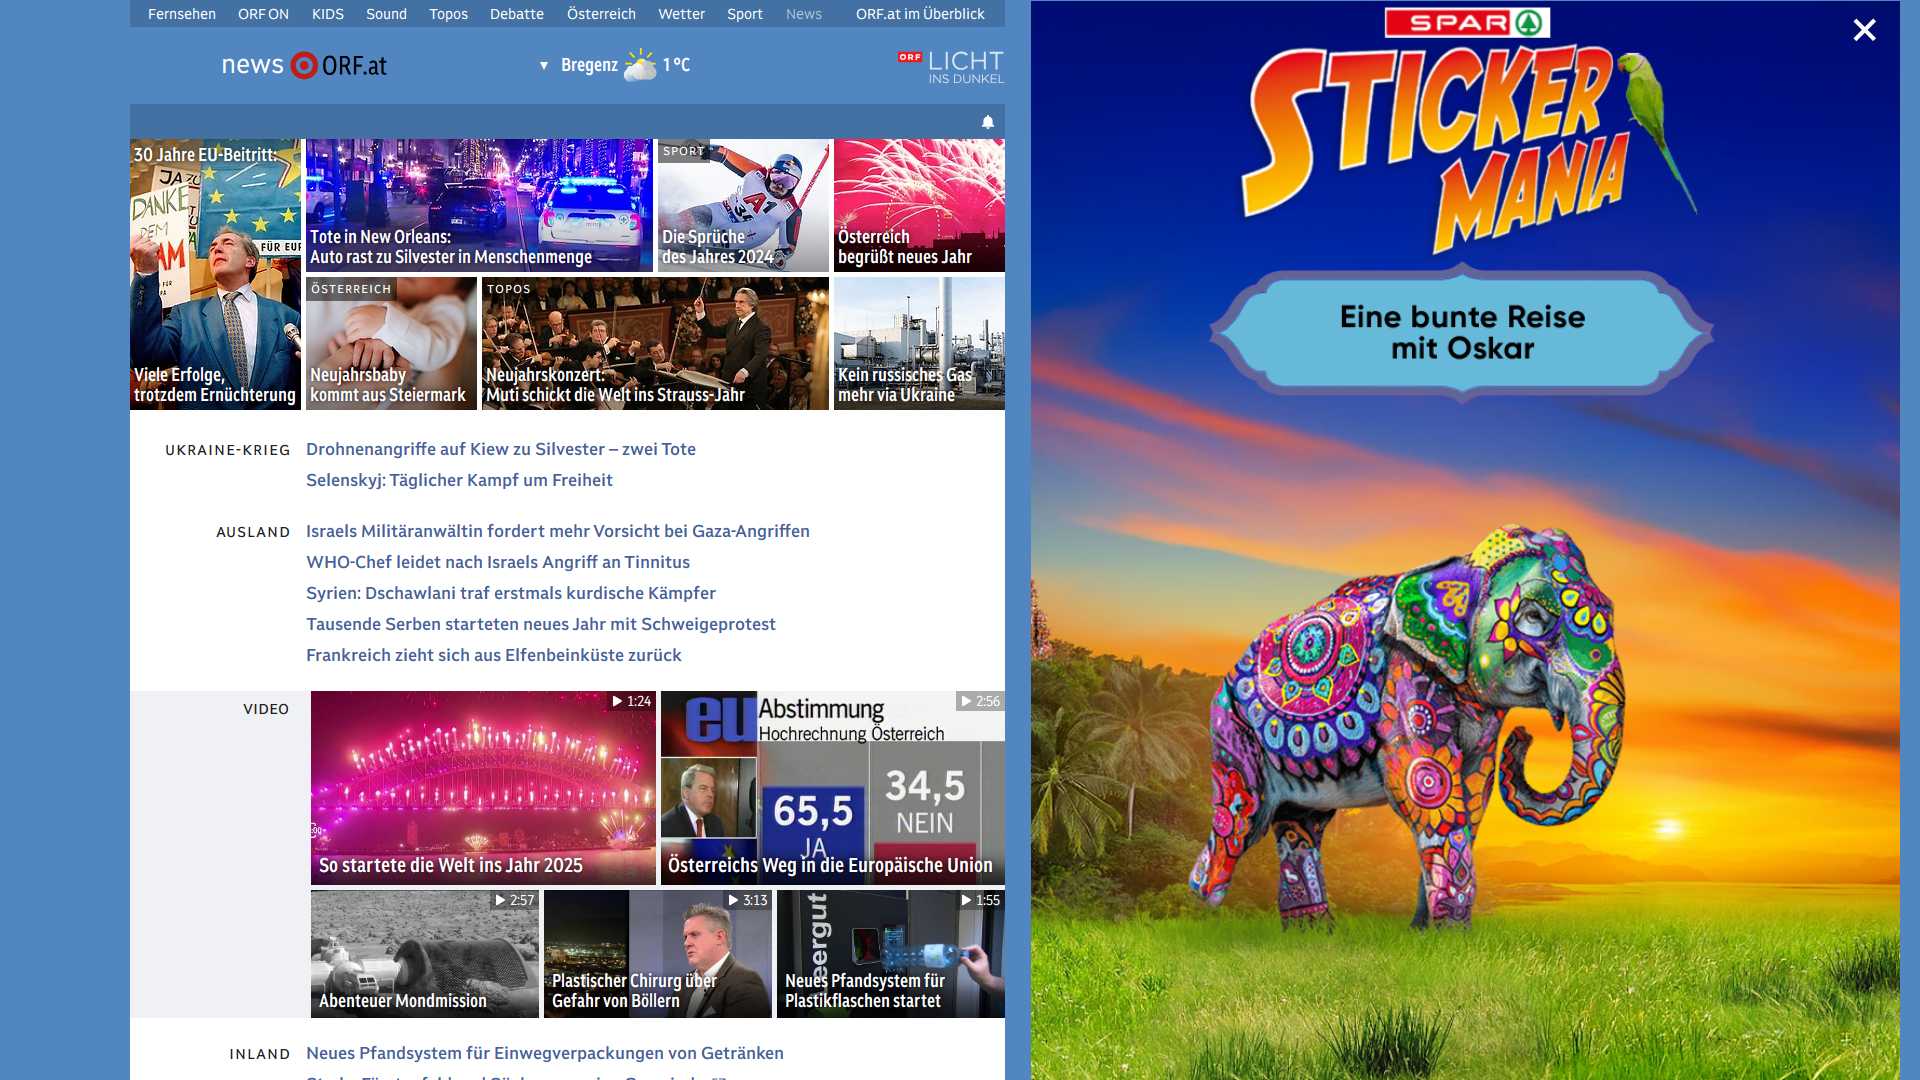 Fernsehen ORF ON KIDS Sound Topos Debatte Österreich Wetter Sport News ORF.at im Überblick
news ORF.at
▼ Bregenz 1 °C
ORF LICHT
INS DUNKEL
30 Jahre EU-Beitritt:
DANKE
DEM
FÜR EUR
Viele Erfolge,
trotzdem Ernüchterung
Tote in New Orleans:
Auto rast zu Silvester in Menschenmenge
SPORT
A1
Die Sprüche
des Jahres 2024
Österreich
begrüßt neues Jahr
ÖSTERREICH
Neujahrsbaby
kommt aus Steiermark
TOPOS
Neujahrskonzert:
Muti schickt die Welt ins Strauss-Jahr
Kein russisches Gas
mehr via Ukraine
UKRAINE-KRIEG
Drohnenangriffe auf Kiew zu Silvester – zwei Tote
Selenskyj: Täglicher Kampf um Freiheit
AUSLAND
Israels Militäranwältin fordert mehr Vorsicht bei Gaza-Angriffen
WHO-Chef leidet nach Israels Angriff an Tinnitus
Syrien: Dschawlani traf erstmals kurdische Kämpfer
Tausende Serben starteten neues Jahr mit Schweigeprotest
Frankreich zieht sich aus Elfenbeinküste zurück
VIDEO
1:24
So startete die Welt ins Jahr 2025
2:56
eu Abstimmung
Hochrechnung Österreich
65,5
JA
34,5
NEIN
Österreichs Weg in die Europäische Union
2:57
Abenteuer Mondmission
3:13
Plastischer Chirurg über
Gefahr von Böllern
1:55
Leergut
Neues Pfandsystem für
Plastikflaschen startet
INLAND
Neues Pfandsystem für Einwegverpackungen von Getränken
SPAR
STICKER
MANIA
Eine bunte Reise
mit Oskar